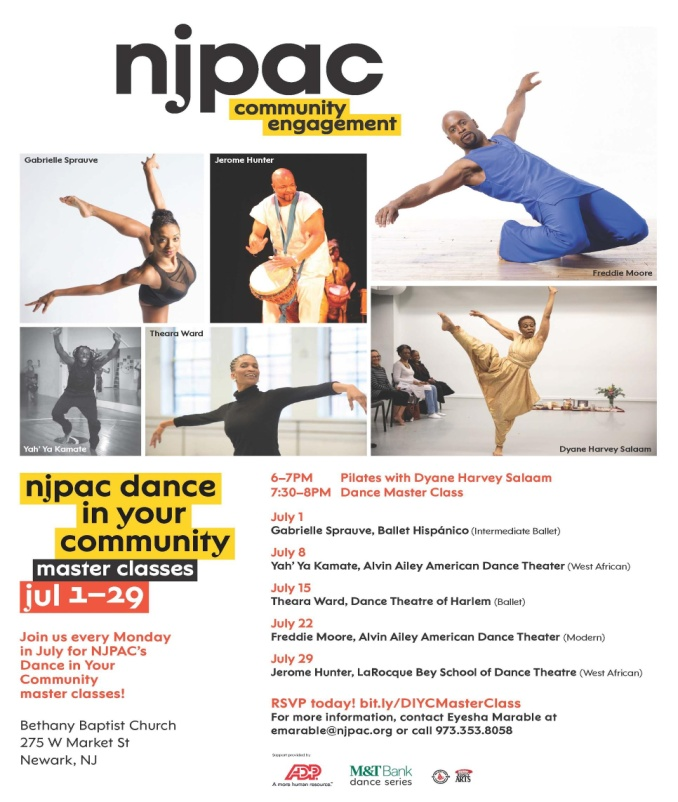 njpac
community
engagement
Gabrielle Sprauve
Jerome Hunter
Freddie Moore
Yah' Ya Kamate
Theara Ward
Dyane Harvey Salaam
njpac dance
in your
community
master classes
jul 1–29
Join us every Monday
in July for NJPAC's
Dance in Your
Community
master classes!
Bethany Baptist Church
275 W Market St
Newark, NJ
6–7PM Pilates with Dyane Harvey Salaam
7:30–8PM Dance Master Class
July 1
Gabrielle Sprauve, Ballet Hispánico (Intermediate Ballet)
July 8
Yah' Ya Kamate, Alvin Ailey American Dance Theater (West African)
July 15
Theara Ward, Dance Theatre of Harlem (Ballet)
July 22
Freddie Moore, Alvin Ailey American Dance Theater (Modern)
July 29
Jerome Hunter, LaRocque Bey School of Dance Theatre (West African)
RSVP today! bit.ly/DIYCMasterClass
For more information, contact Eyesha Marable at
emarable@njpac.org or call 973.353.8058
Support provided by
ADP
A more human resource.™
M&T Bank
dance series
ARTS